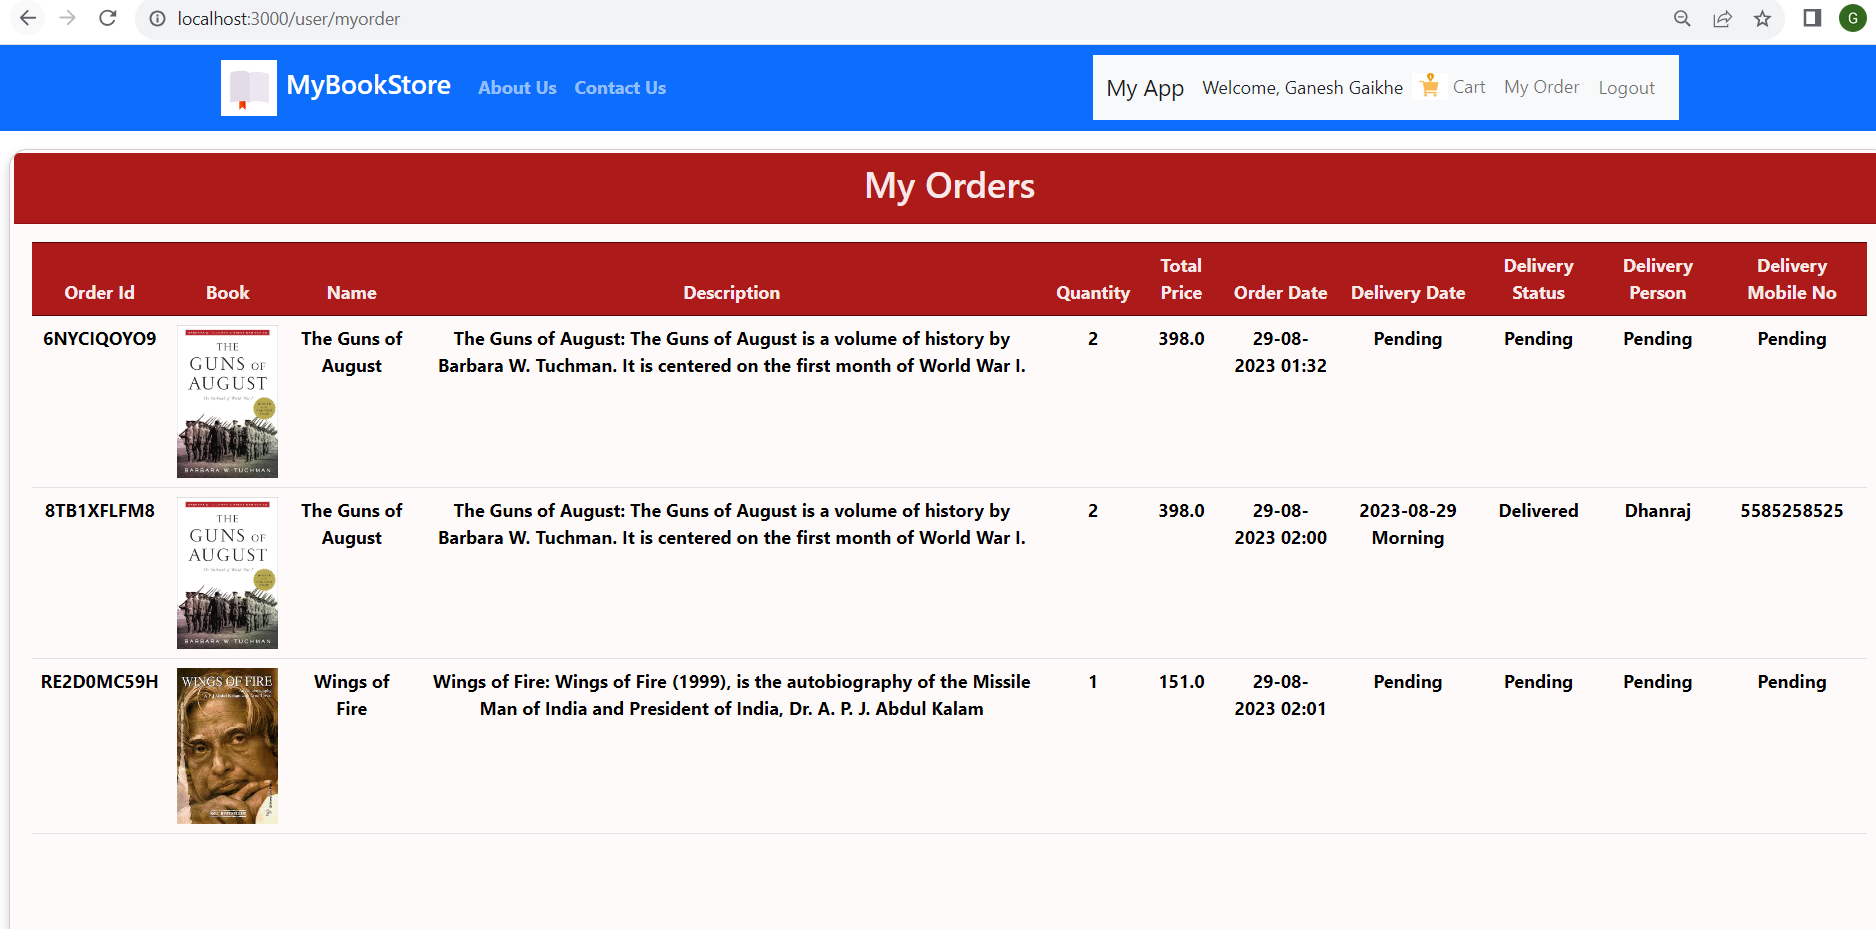 localhost:3000/user/myorder
G
MyBookStore About Us Contact Us My App Welcome, Ganesh Gaikhe Cart My Order Logout
My Orders
Order Id Book Name Description Quantity Total Price Order Date Delivery Date Delivery Status Delivery Person Delivery Mobile No
6NYCIQOYO9
THE
GUNS OF
AUGUST
BARBARA W. TUCHMAN
The Guns of
August
The Guns of August: The Guns of August is a volume of history by
Barbara W. Tuchman. It is centered on the first month of World War I.
2
398.0
29-08-
2023 01:32
Pending
Pending
Pending
Pending
8TB1XFLFM8
THE
GUNS OF
AUGUST
BARBARA W. TUCHMAN
The Guns of
August
The Guns of August: The Guns of August is a volume of history by
Barbara W. Tuchman. It is centered on the first month of World War I.
2
398.0
29-08-
2023 02:00
2023-08-29
Morning
Delivered
Dhanraj
5585258525
RE2D0MC59H
WINGS OF FIRE
Wings of
Fire
Wings of Fire: Wings of Fire (1999), is the autobiography of the Missile
Man of India and President of India, Dr. A. P. J. Abdul Kalam
1
151.0
29-08-
2023 02:01
Pending
Pending
Pending
Pending